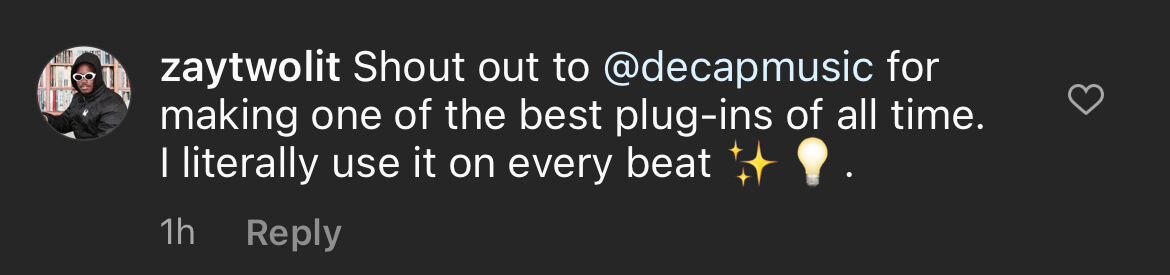 zaytwolit Shout out to @decapmusic for
making one of the best plug-ins of all time.
I literally use it on every beat ✨ 💡 .
1h Reply